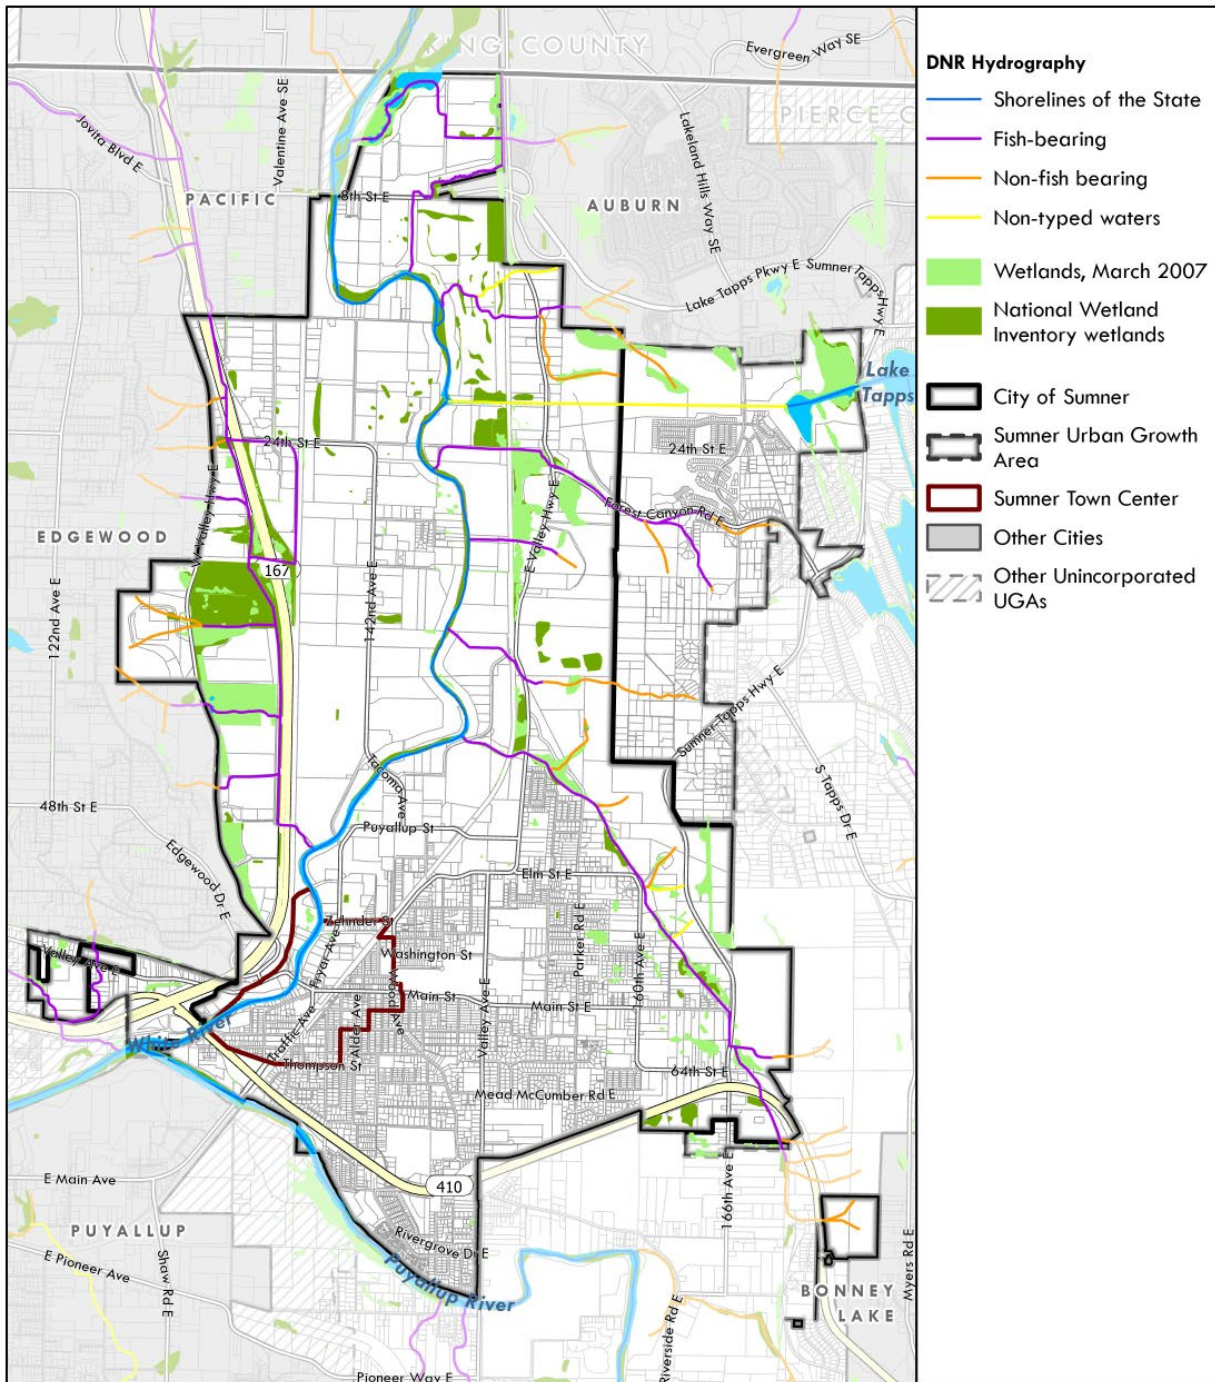 KING COUNTY
Evergreen Way SE
PIERCE C
Jovita Blvd E
Valentine Ave SE
Lakeland Hills Way SE
PACIFIC
8th St E
AUBURN
Lake Tapps Pkwy E
Sumner Tapps Hwy E
Lake
Tapps
24th St E
24th St E
W Valley Hwy E
E Valley Hwy E
Forest Canyon Rd E
EDGEWOOD
167
122nd Ave E
142nd Ave E
Sumner-Tapps Hwy E
S Tapps Dr E
Tacoma Ave
48th St E
Puyallup St
Edgewood Dr E
Elm St E
Zehnder St
Parker Rd E
160th Ave E
Valley Ave E
Fryar Ave
Washington St
Wood Ave
Main St
Main St E
White River
Traffic Ave
Alder Ave
Valley Ave E
Thompson St
64th St E
Mead McCumber Rd E
E Main Ave
410
166th Ave E
PUYALLUP
Rivergrove Dr E
E Pioneer Ave
Shaw Rd E
Puyallup River
Myers Rd E
BONNEY
LAKE
Riverside Rd E
Pioneer Way E
DNR Hydrography
Shorelines of the State
Fish-bearing
Non-fish bearing
Non-typed waters
Wetlands, March 2007
National Wetland
Inventory wetlands
City of Sumner
Sumner Urban Growth
Area
Sumner Town Center
Other Cities
Other Unincorporated
UGAs